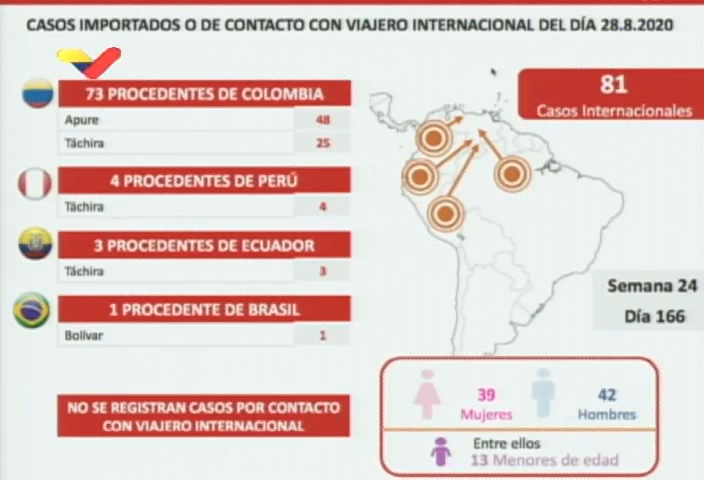 CASOS IMPORTADOS O DE CONTACTO CON VIAJERO INTERNACIONAL DEL DÍA 28.8.2020
73 PROCEDENTES DE COLOMBIA
Apure 48
Táchira 25
4 PROCEDENTES DE PERÚ
Táchira 4
3 PROCEDENTES DE ECUADOR
Táchira 3
1 PROCEDENTE DE BRASIL
Bolívar 1
NO SE REGISTRAN CASOS POR CONTACTO
CON VIAJERO INTERNACIONAL
81
Casos Internacionales
Semana 24
Día 166
39
Mujeres
42
Hombres
Entre ellos
13 Menores de edad